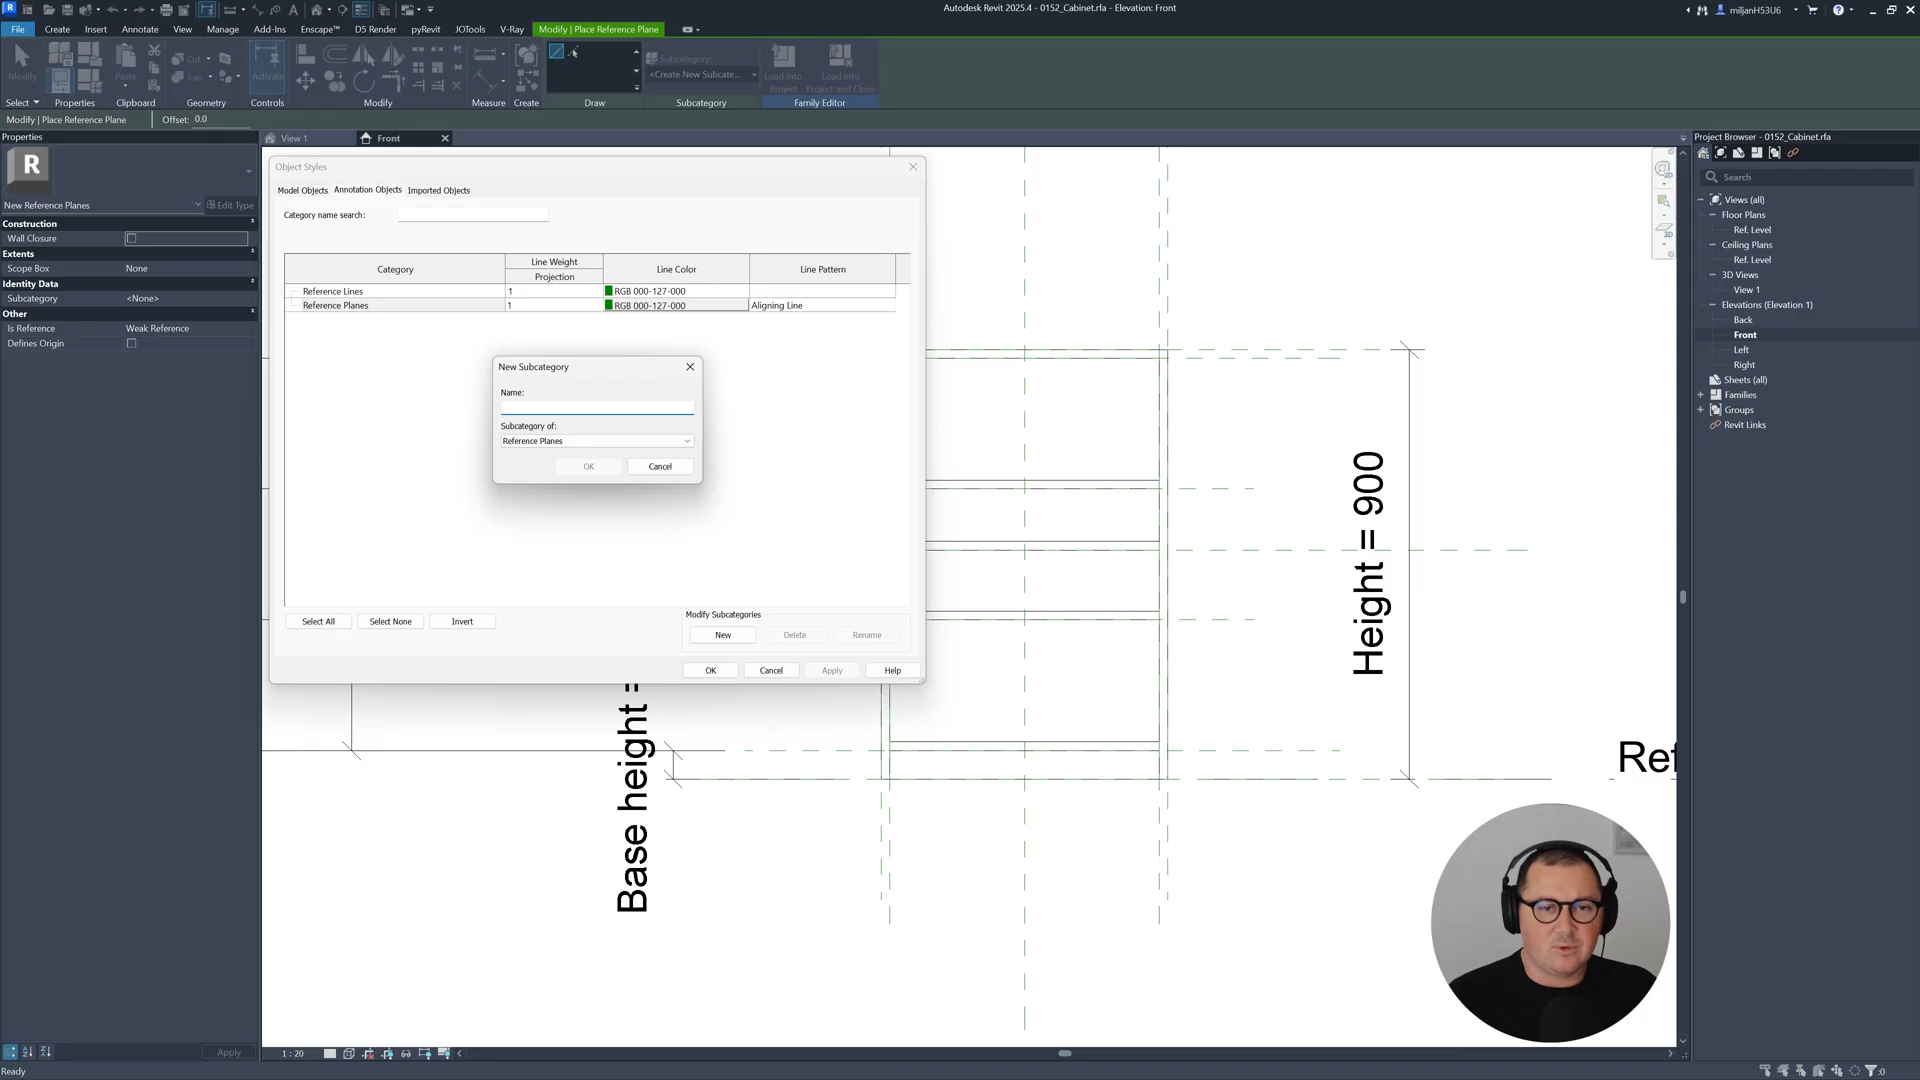 Autodesk Revit 2025.4 - 0152_Cabinet.rfa - Elevation: Front
miljanH53U6
File
Create
Insert
Annotate
View
Manage
Add-Ins
Enscape™
D5 Render
pyRevit
JOTools
V-Ray
Modify | Place Reference Plane
Modify
Paste
Cut
Join
Activate
Subcategory:
<Create New Subcate...
Load into
Project
Load into
Project and Close
Select
Properties
Clipboard
Geometry
Controls
Modify
Measure
Create
Draw
Subcategory
Family Editor
Modify | Place Reference Plane
Offset: 0.0
Properties
R
New Reference Planes
Edit Type
Construction
Wall Closure
Extents
Scope Box
None
Identity Data
Subcategory
<None>
Other
Is Reference
Weak Reference
Defines Origin
Apply
Ready
View 1
Front
Object Styles
Model Objects
Annotation Objects
Imported Objects
Category name search:
Category
Line Weight
Projection
Line Color
Line Pattern
Reference Lines
1
RGB 000-127-000
Reference Planes
1
RGB 000-127-000
Aligning Line
New Subcategory
Name:
Subcategory of:
Reference Planes
OK
Cancel
Select All
Select None
Invert
Modify Subcategories
New
Delete
Rename
OK
Cancel
Apply
Help
Height = 900
Base height =
Ref
1 : 20
Project Browser - 0152_Cabinet.rfa
Search
Views (all)
Floor Plans
Ref. Level
Ceiling Plans
Ref. Level
3D Views
View 1
Elevations (Elevation 1)
Back
Front
Left
Right
Sheets (all)
Families
Groups
Revit Links
:0